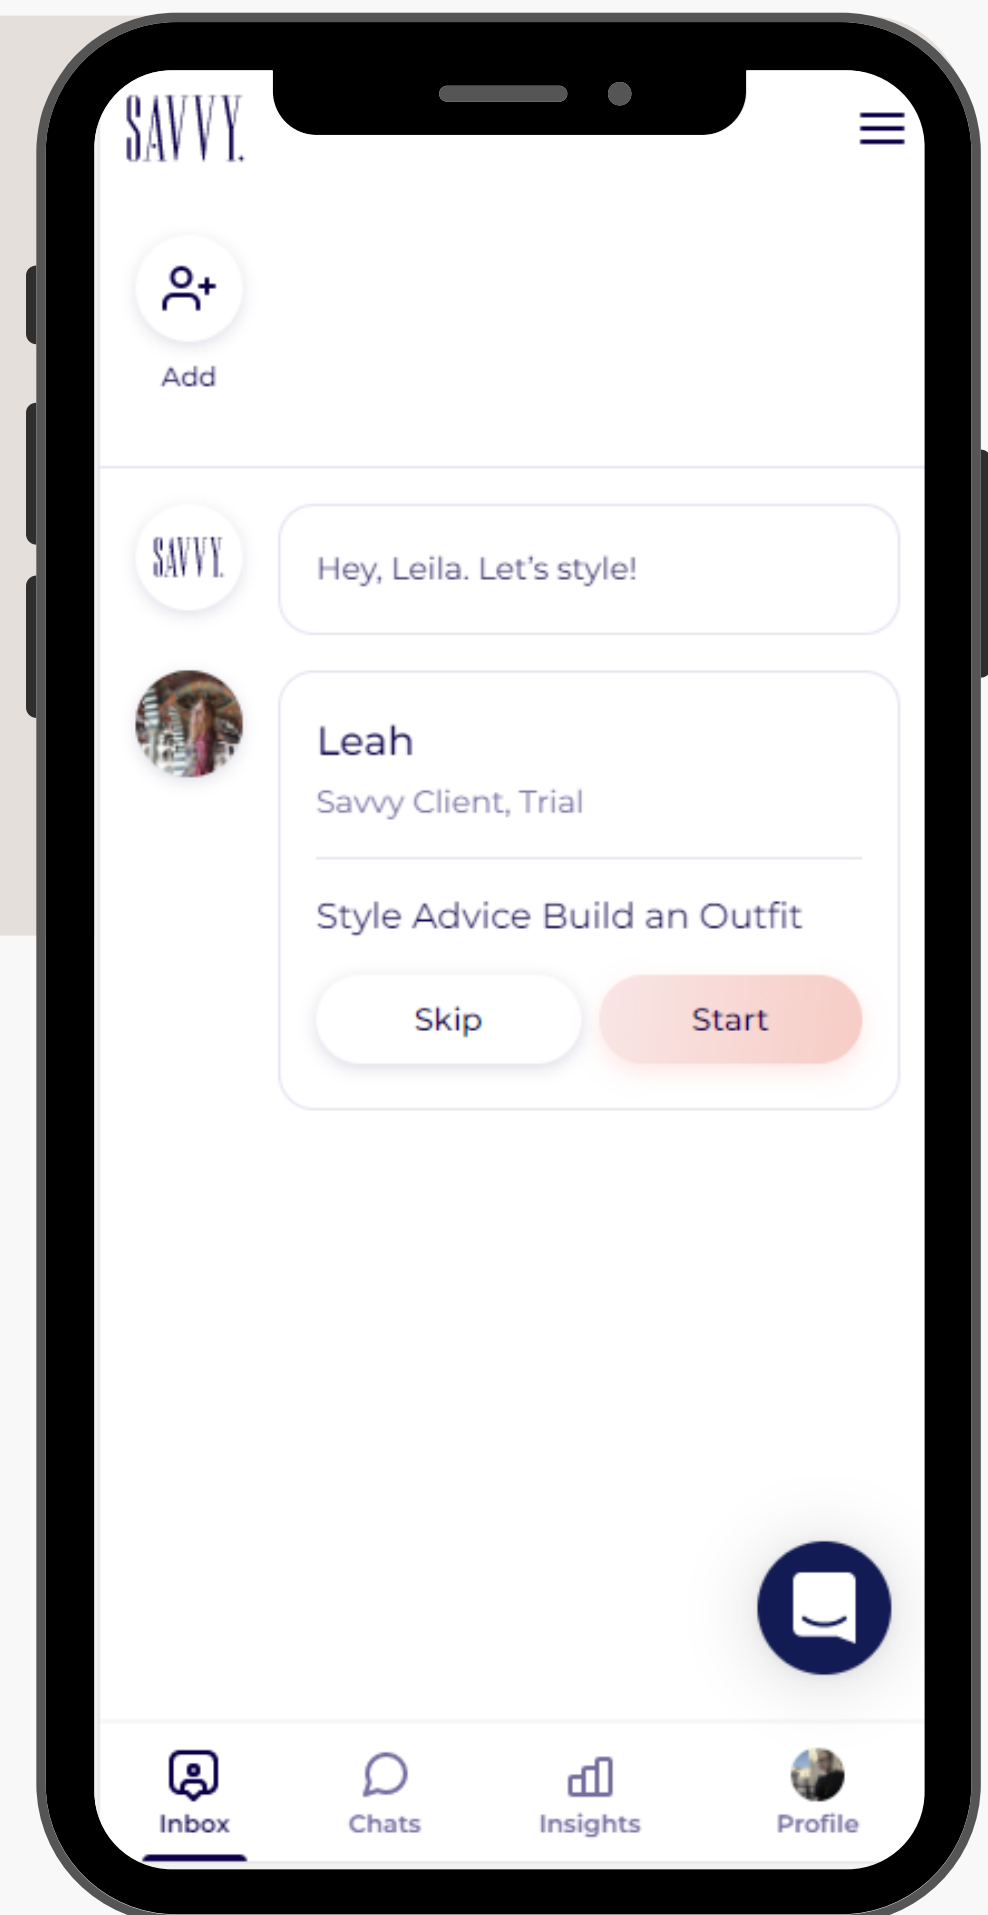 SAVVY.
Add
SAVVY.
Hey, Leila. Let’s style!
Leah
Savvy Client, Trial
Style Advice Build an Outfit
Skip
Start
Inbox
Chats
Insights
Profile